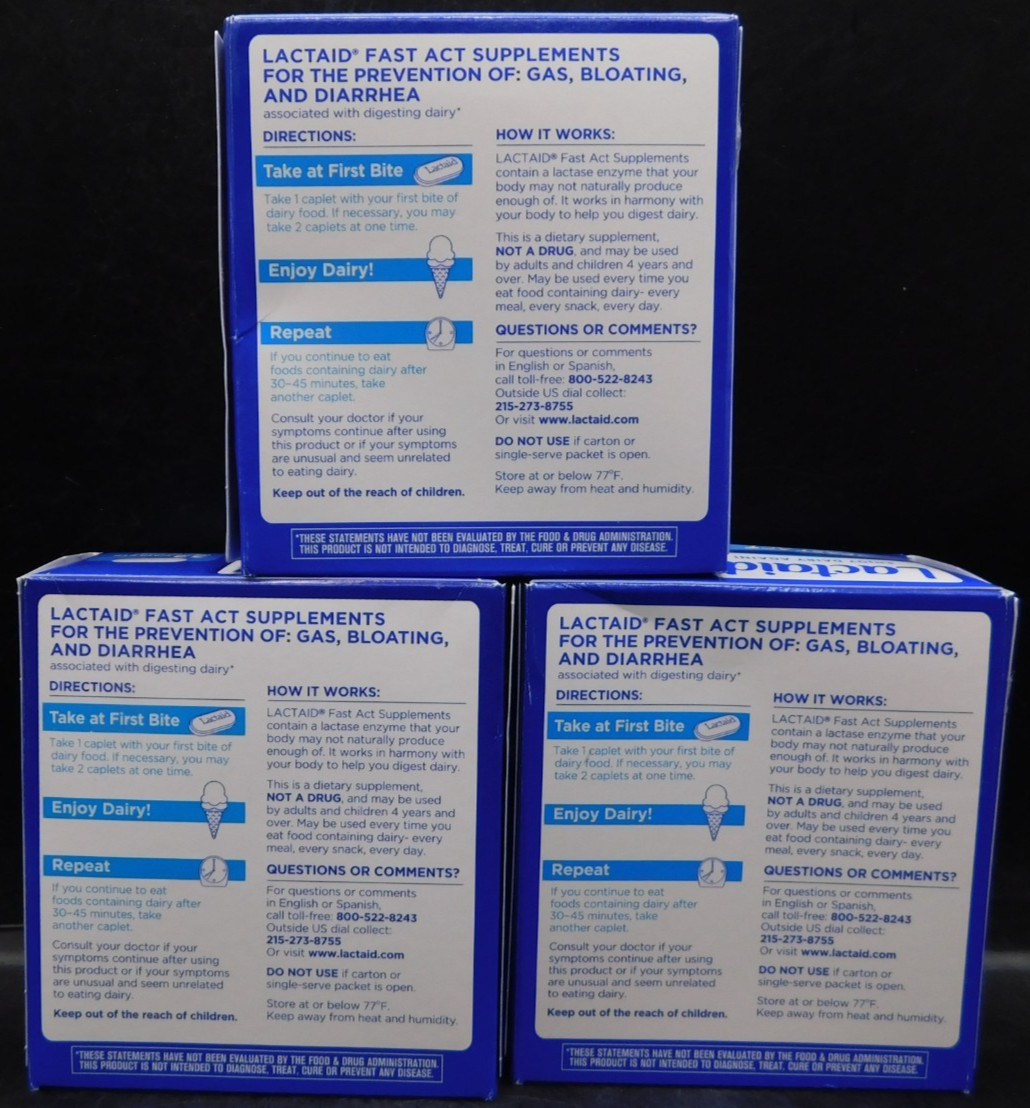 LACTAID® FAST ACT SUPPLEMENTS
FOR THE PREVENTION OF: GAS, BLOATING,
AND DIARRHEA
associated with digesting dairy*
DIRECTIONS:
Take at First Bite
Lactaid
Take 1 caplet with your first bite of
dairy food. If necessary, you may
take 2 caplets at one time.
Enjoy Dairy!
Repeat
If you continue to eat
foods containing dairy after
30-45 minutes, take
another caplet.
Consult your doctor if your
symptoms continue after using
this product or if your symptoms
are unusual and seem unrelated
to eating dairy.
Keep out of the reach of children.
HOW IT WORKS:
LACTAID® Fast Act Supplements
contain a lactase enzyme that your
body may not naturally produce
enough of. It works in harmony with
your body to help you digest dairy.
This is a dietary supplement,
NOT A DRUG, and may be used
by adults and children 4 years and
over. May be used every time you
eat food containing dairy- every
meal, every snack, every day.
QUESTIONS OR COMMENTS?
For questions or comments
in English or Spanish,
call toll-free: 800-522-8243
Outside US dial collect:
215-273-8755
Or visit www.lactaid.com
DO NOT USE if carton or
single-serve packet is open.
Store at or below 77°F.
Keep away from heat and humidity.
*THESE STATEMENTS HAVE NOT BEEN EVALUATED BY THE FOOD & DRUG ADMINISTRATION.
THIS PRODUCT IS NOT INTENDED TO DIAGNOSE, TREAT, CURE OR PREVENT ANY DISEASE.
LACTAID® FAST ACT SUPPLEMENTS
FOR THE PREVENTION OF: GAS, BLOATING,
AND DIARRHEA
associated with digesting dairy*
DIRECTIONS:
Take at First Bite
Lactaid
Take 1 caplet with your first bite of
dairy food. If necessary, you may
take 2 caplets at one time.
Enjoy Dairy!
Repeat
If you continue to eat
foods containing dairy after
30-45 minutes, take
another caplet.
Consult your doctor if your
symptoms continue after using
this product or if your symptoms
are unusual and seem unrelated
to eating dairy.
Keep out of the reach of children.
HOW IT WORKS:
LACTAID® Fast Act Supplements
contain a lactase enzyme that your
body may not naturally produce
enough of. It works in harmony with
your body to help you digest dairy.
This is a dietary supplement,
NOT A DRUG, and may be used
by adults and children 4 years and
over. May be used every time you
eat food containing dairy- every
meal, every snack, every day.
QUESTIONS OR COMMENTS?
For questions or comments
in English or Spanish,
call toll-free: 800-522-8243
Outside US dial collect:
215-273-8755
Or visit www.lactaid.com
DO NOT USE if carton or
single-serve packet is open.
Store at or below 77°F.
Keep away from heat and humidity.
*THESE STATEMENTS HAVE NOT BEEN EVALUATED BY THE FOOD & DRUG ADMINISTRATION.
THIS PRODUCT IS NOT INTENDED TO DIAGNOSE, TREAT, CURE OR PREVENT ANY DISEASE.
Lactaid
LACTAID® FAST ACT SUPPLEMENTS
FOR THE PREVENTION OF: GAS, BLOATING,
AND DIARRHEA
associated with digesting dairy*
DIRECTIONS:
Take at First Bite
Lactaid
Take 1 caplet with your first bite of
dairy food. If necessary, you may
take 2 caplets at one time.
Enjoy Dairy!
Repeat
If you continue to eat
foods containing dairy after
30-45 minutes, take
another caplet.
Consult your doctor if your
symptoms continue after using
this product or if your symptoms
are unusual and seem unrelated
to eating dairy.
Keep out of the reach of children.
HOW IT WORKS:
LACTAID® Fast Act Supplements
contain a lactase enzyme that your
body may not naturally produce
enough of. It works in harmony with
your body to help you digest dairy.
This is a dietary supplement,
NOT A DRUG, and may be used
by adults and children 4 years and
over. May be used every time you
eat food containing dairy- every
meal, every snack, every day.
QUESTIONS OR COMMENTS?
For questions or comments
in English or Spanish,
call toll-free: 800-522-8243
Outside US dial collect:
215-273-8755
Or visit www.lactaid.com
DO NOT USE if carton or
single-serve packet is open.
Store at or below 77°F.
Keep away from heat and humidity.
*THESE STATEMENTS HAVE NOT BEEN EVALUATED BY THE FOOD & DRUG ADMINISTRATION.
THIS PRODUCT IS NOT INTENDED TO DIAGNOSE, TREAT, CURE OR PREVENT ANY DISEASE.